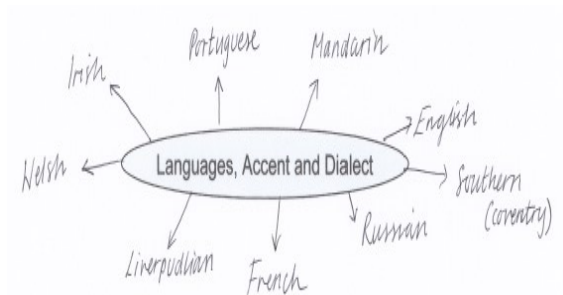 Portuguese
Mandarin
Irish
English
Languages, Accent and Dialect
Welsh
Southern
(coventry)
Russian
Liverpudlian
French